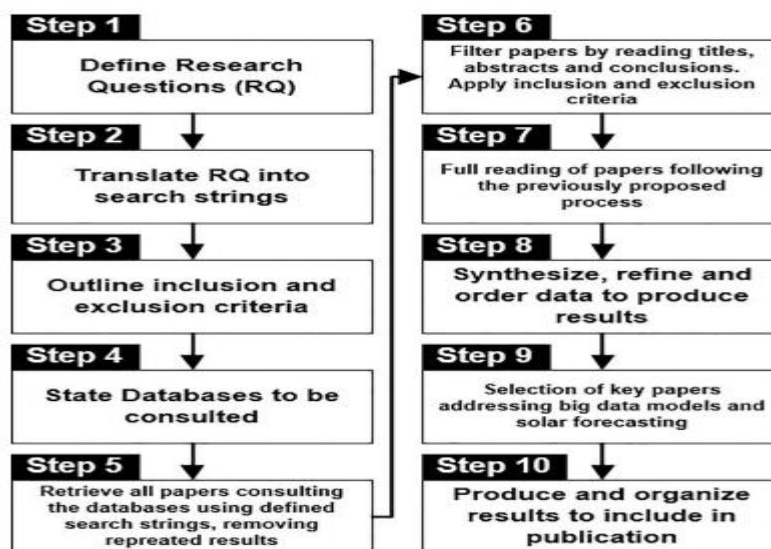 Step 1
Define Research
Questions (RQ)
Step 2
Translate RQ into
search strings
Step 3
Outline inclusion and
exclusion criteria
Step 4
State Databases to be
consulted
Step 5
Retrieve all papers consulting
the databases using defined
search strings, removing
repreated results
Step 6
Filter papers by reading titles,
abstracts and conclusions.
Apply inclusion and exclusion
criteria
Step 7
Full reading of papers following
the previously proposed
process
Step 8
Synthesize, refine and
order data to produce
results
Step 9
Selection of key papers
addressing big data models and
solar forecasting
Step 10
Produce and organize
results to include in
publication